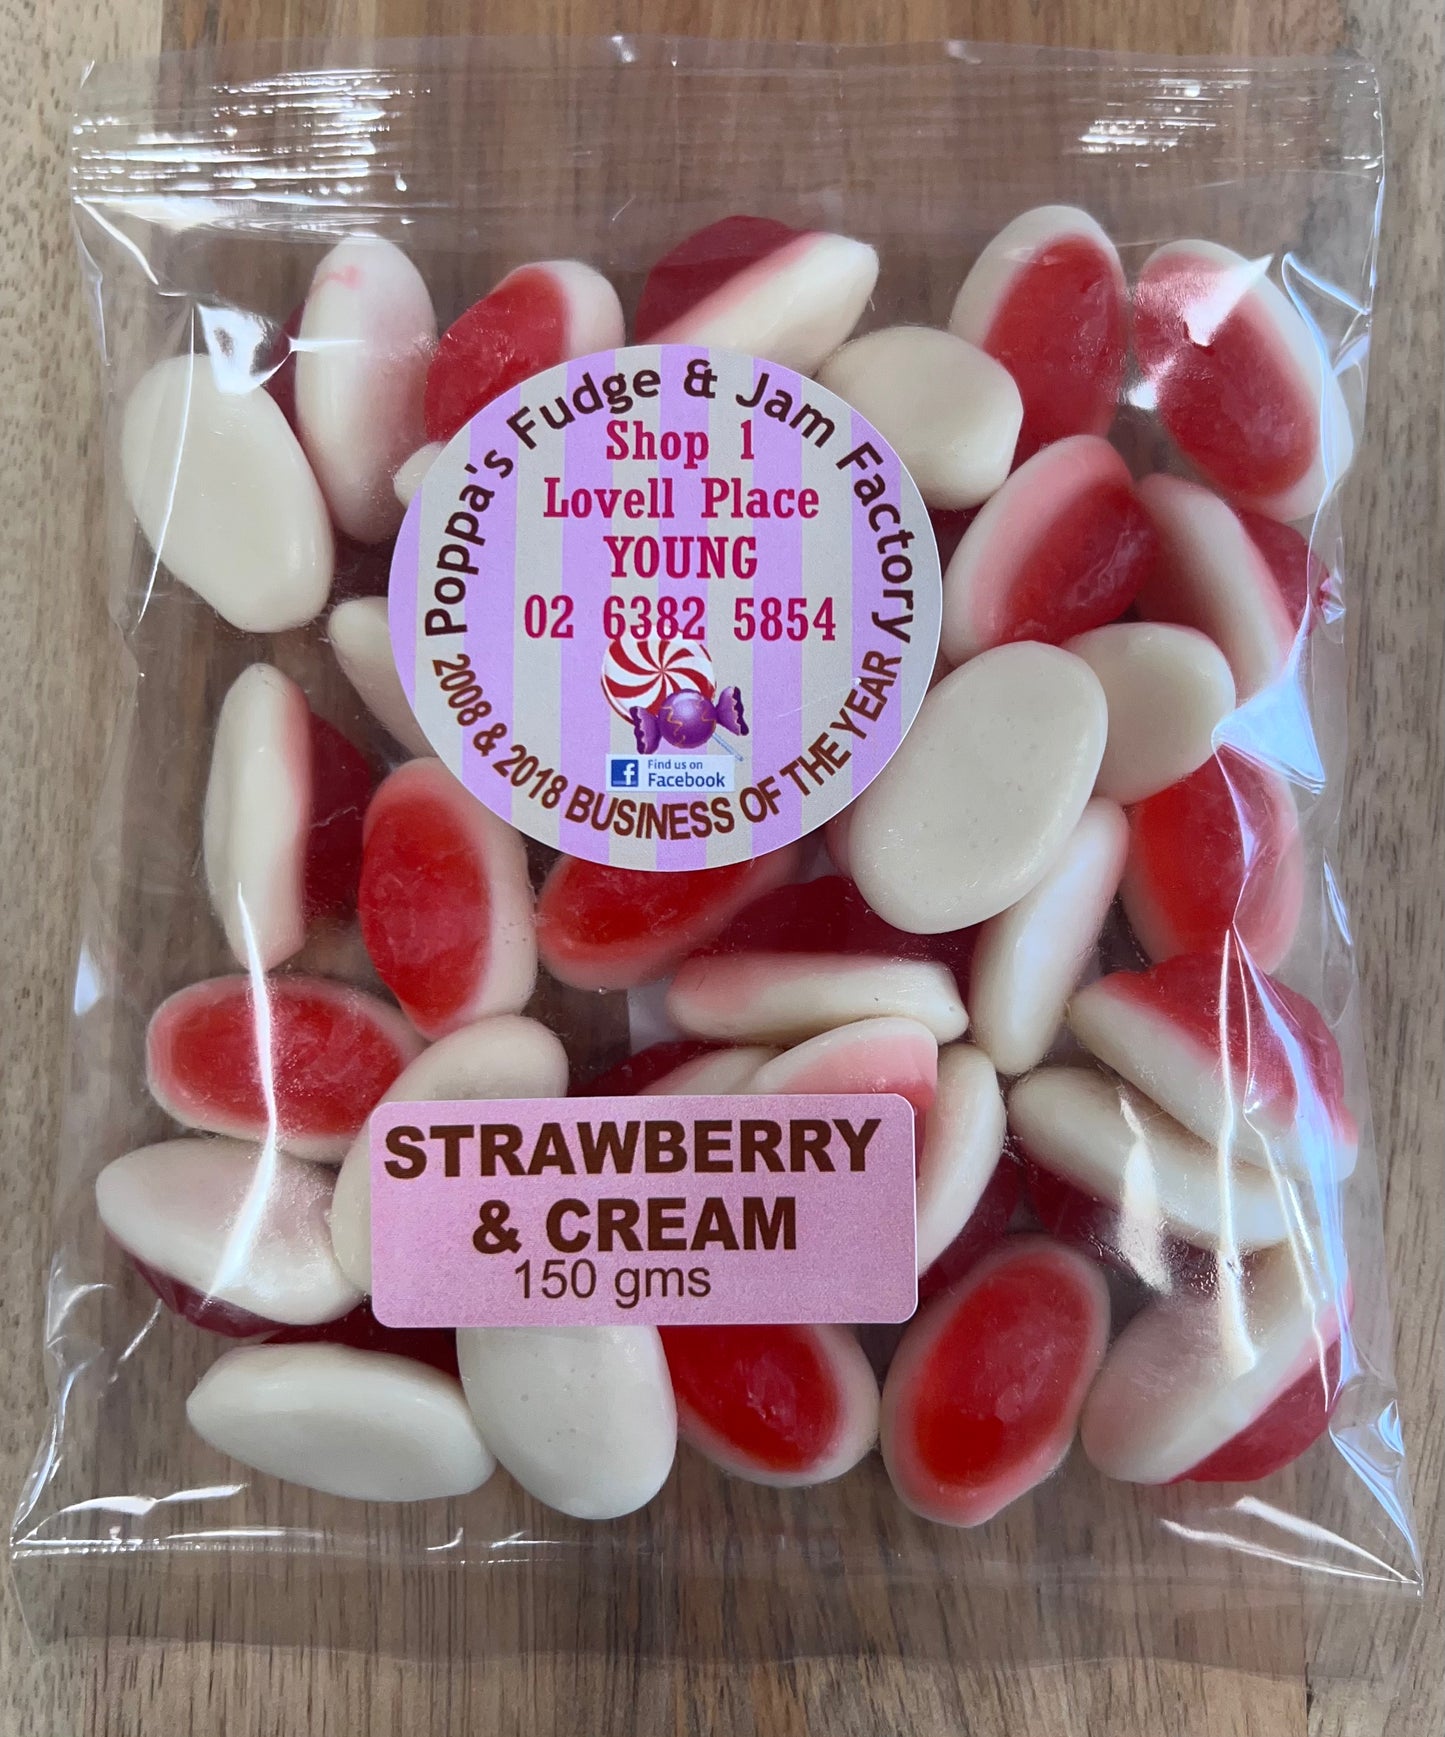 Poppa's Fudge & Jam Factory
Shop 1
Lovell Place
YOUNG
02 6382 5854
Find us on
Facebook
2008 & 2018 BUSINESS OF THE YEAR
STRAWBERRY
& CREAM
150 gms